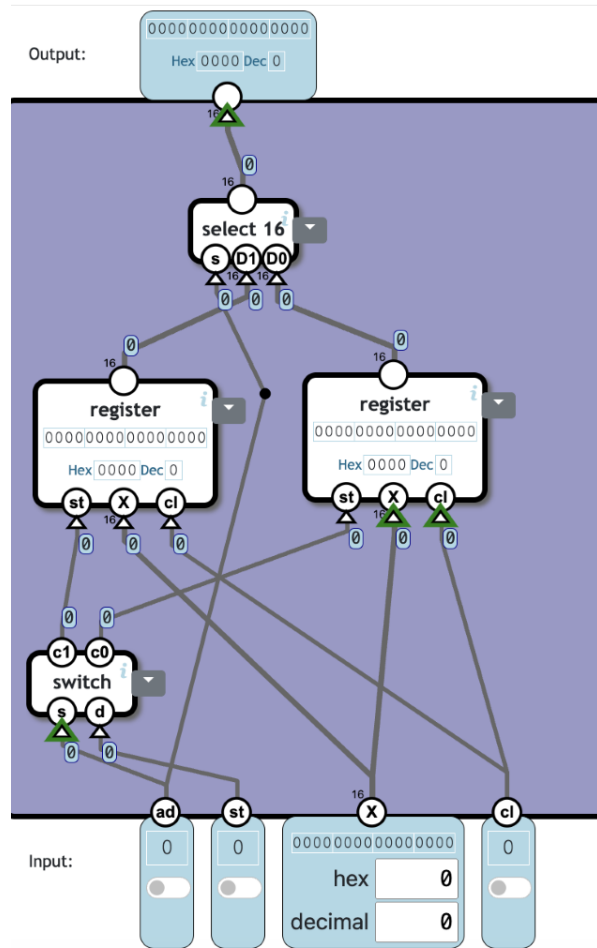 0000000000000000
Output:
Hex 0000 Dec 0
16
0
16
select 16
s D1 D0
16 16
0 0 0
0 0
16 16
register register
0000000000000000 0000000000000000
Hex 0000 Dec 0 Hex 0000 Dec 0
st X cl st X cl
16 16
0 0 0 0 0 0
0 0
c1 c0
switch
s d
0 0
16
ad st X cl
0 0 0000000000000000 0
Input:
hex 0
decimal 0